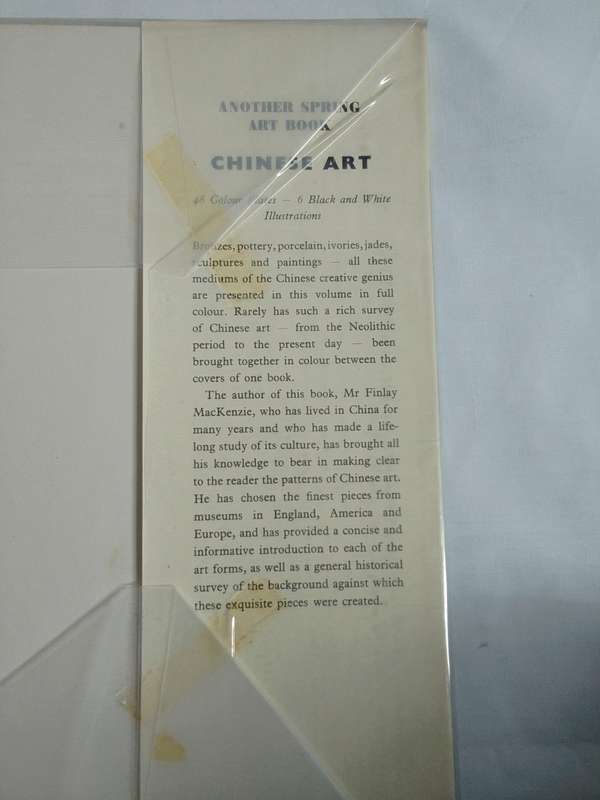 ANOTHER SPRING
ART BOOK
CHINESE ART
48 Colour Plates — 6 Black and White
Illustrations
Bronzes, pottery, porcelain, ivories, jades,
sculptures and paintings — all these
mediums of the Chinese creative genius
are presented in this volume in full
colour. Rarely has such a rich survey
of Chinese art — from the Neolithic
period to the present day — been
brought together in colour between the
covers of one book.
The author of this book, Mr Finlay
MacKenzie, who has lived in China for
many years and who has made a life-
long study of its culture, has brought all
his knowledge to bear in making clear
to the reader the patterns of Chinese art.
He has chosen the finest pieces from
museums in England, America and
Europe, and has provided a concise and
informative introduction to each of the
art forms, as well as a general historical
survey of the background against which
these exquisite pieces were created.